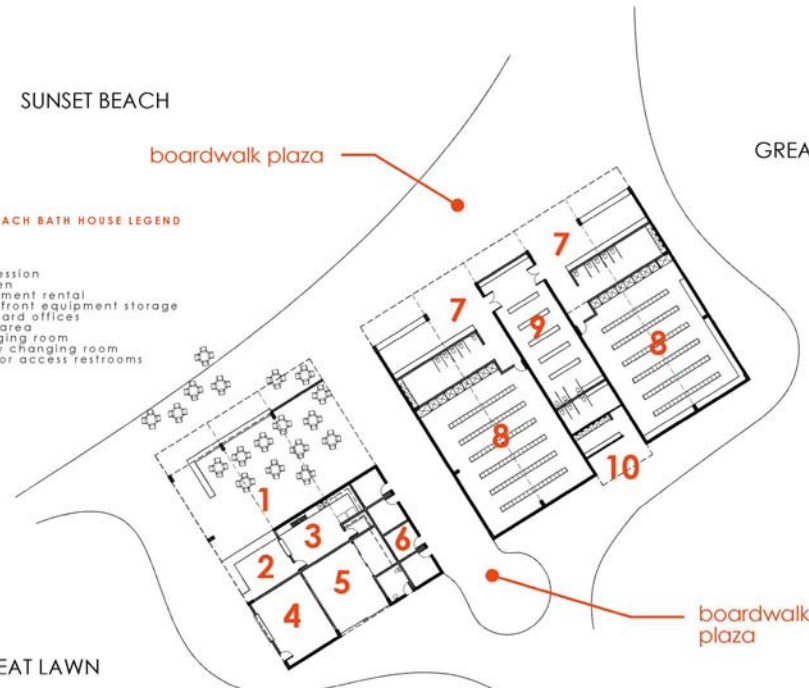 SUNSET BEACH
boardwalk plaza
GREA
ACH BATH HOUSE LEGEND
ession
en
ment rental
front equipment storage
ard offices
area
ging room
y changing room
or access restrooms
7
7
9
8
8
10
1
3
6
2
5
4
boardwalk
plaza
EAT LAWN